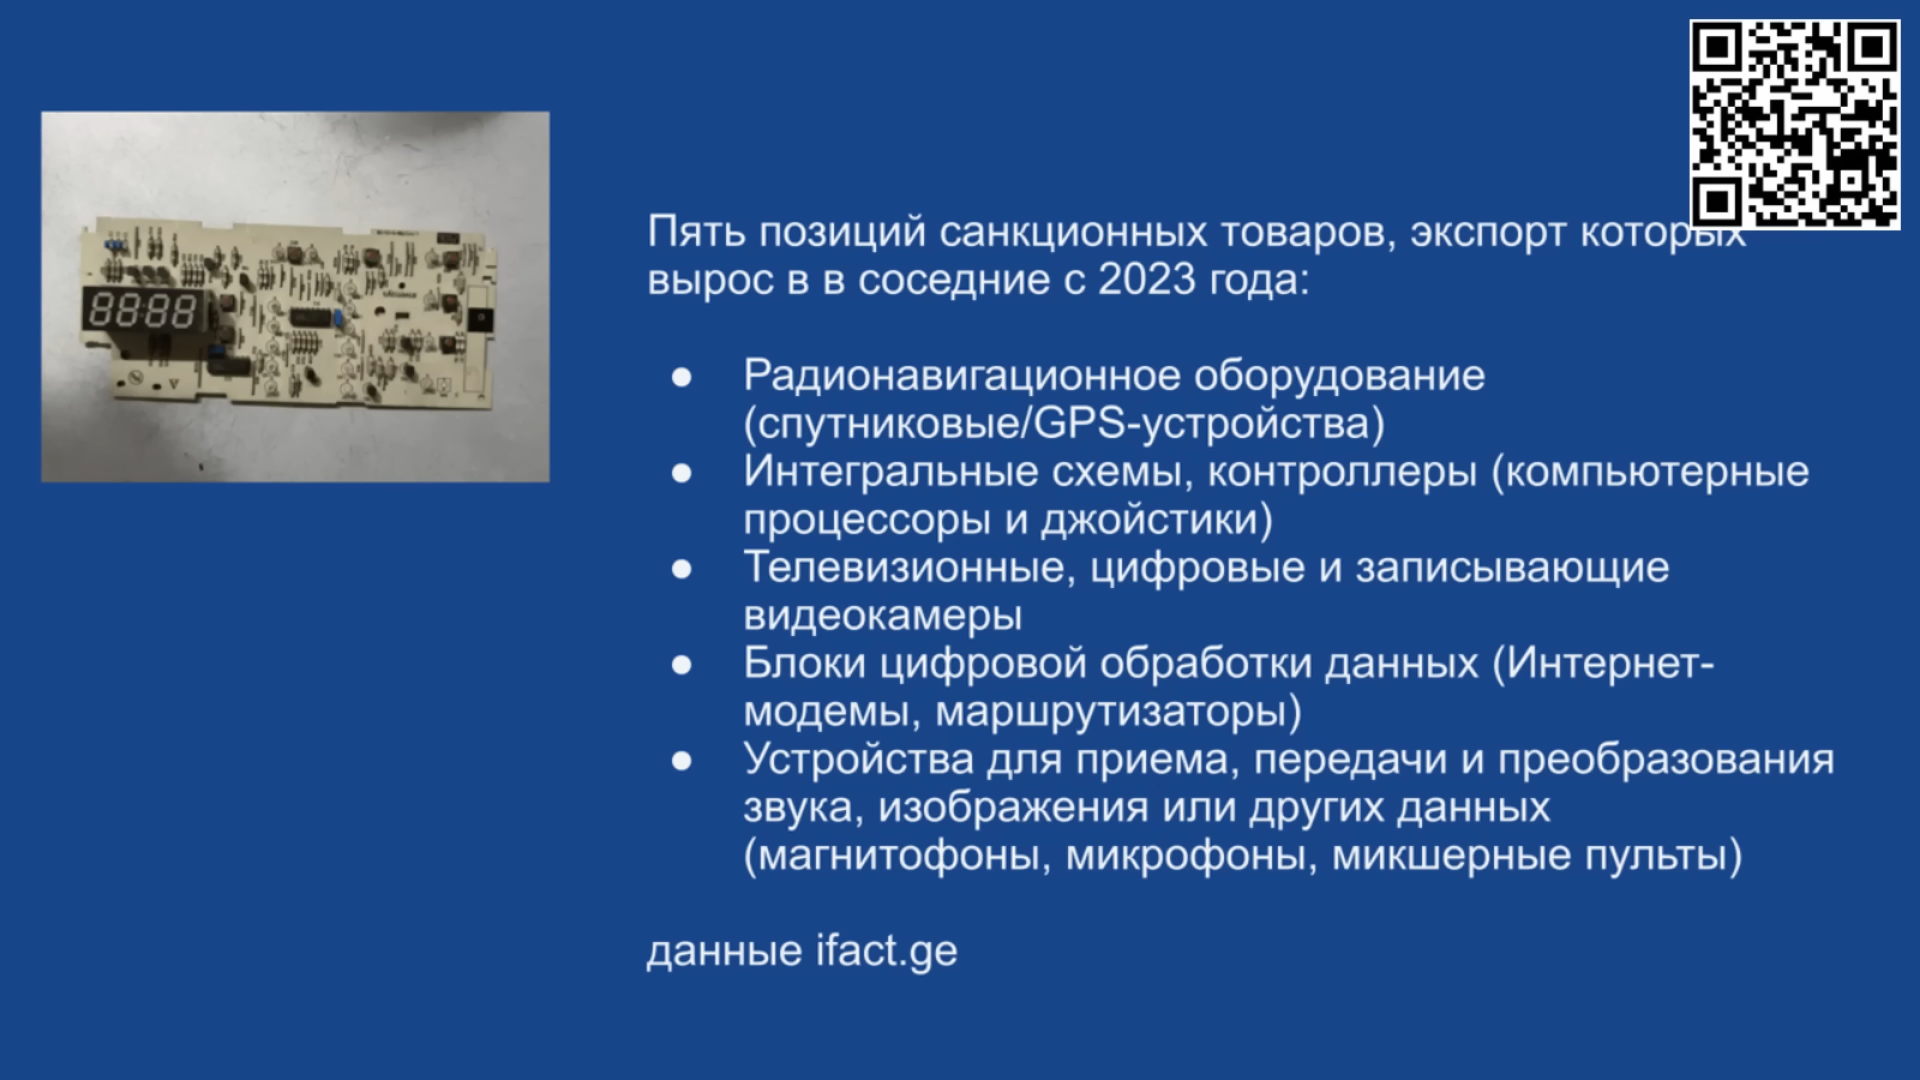 Пять позиций санкционных товаров, экспорт которых
вырос в в соседние с 2023 года:
● Радионавигационное оборудование
(спутниковые/GPS-устройства)
● Интегральные схемы, контроллеры (компьютерные
процессоры и джойстики)
● Телевизионные, цифровые и записывающие
видеокамеры
● Блоки цифровой обработки данных (Интернет-
модемы, маршрутизаторы)
● Устройства для приема, передачи и преобразования
звука, изображения или других данных
(магнитофоны, микрофоны, микшерные пульты)
данные ifact.ge
88:88